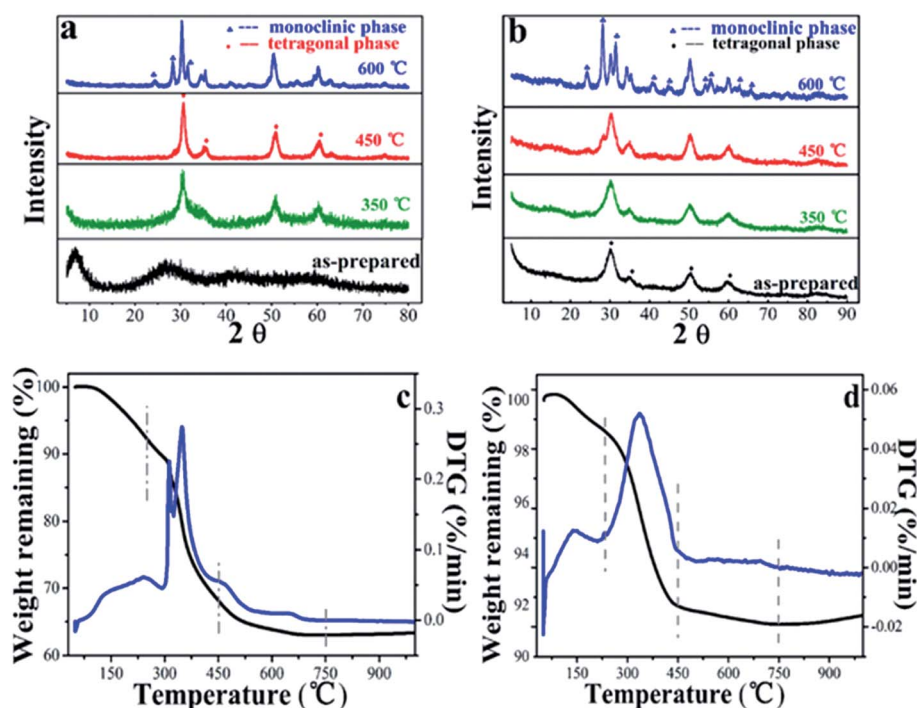 a
monoclinic phase
tetragonal phase
600 ℃
450 ℃
350 ℃
as-prepared
Intensity
10 20 30 40 50 60 70 80
2 θ
b
monoclinic phase
tetragonal phase
600 ℃
450 ℃
350 ℃
as-prepared
Intensity
10 20 30 40 50 60 70 80 90
2 θ
c
Weight remaining (%)
100
90
80
70
60
DTG (%/min)
0.3
0.2
0.1
0.0
150 300 450 600 750 900
Temperature (℃)
d
Weight remaining (%)
100
98
96
94
92
90
DTG (%/min)
0.06
0.04
0.02
0.00
-0.02
150 300 450 600 750 900
Temperature (℃)